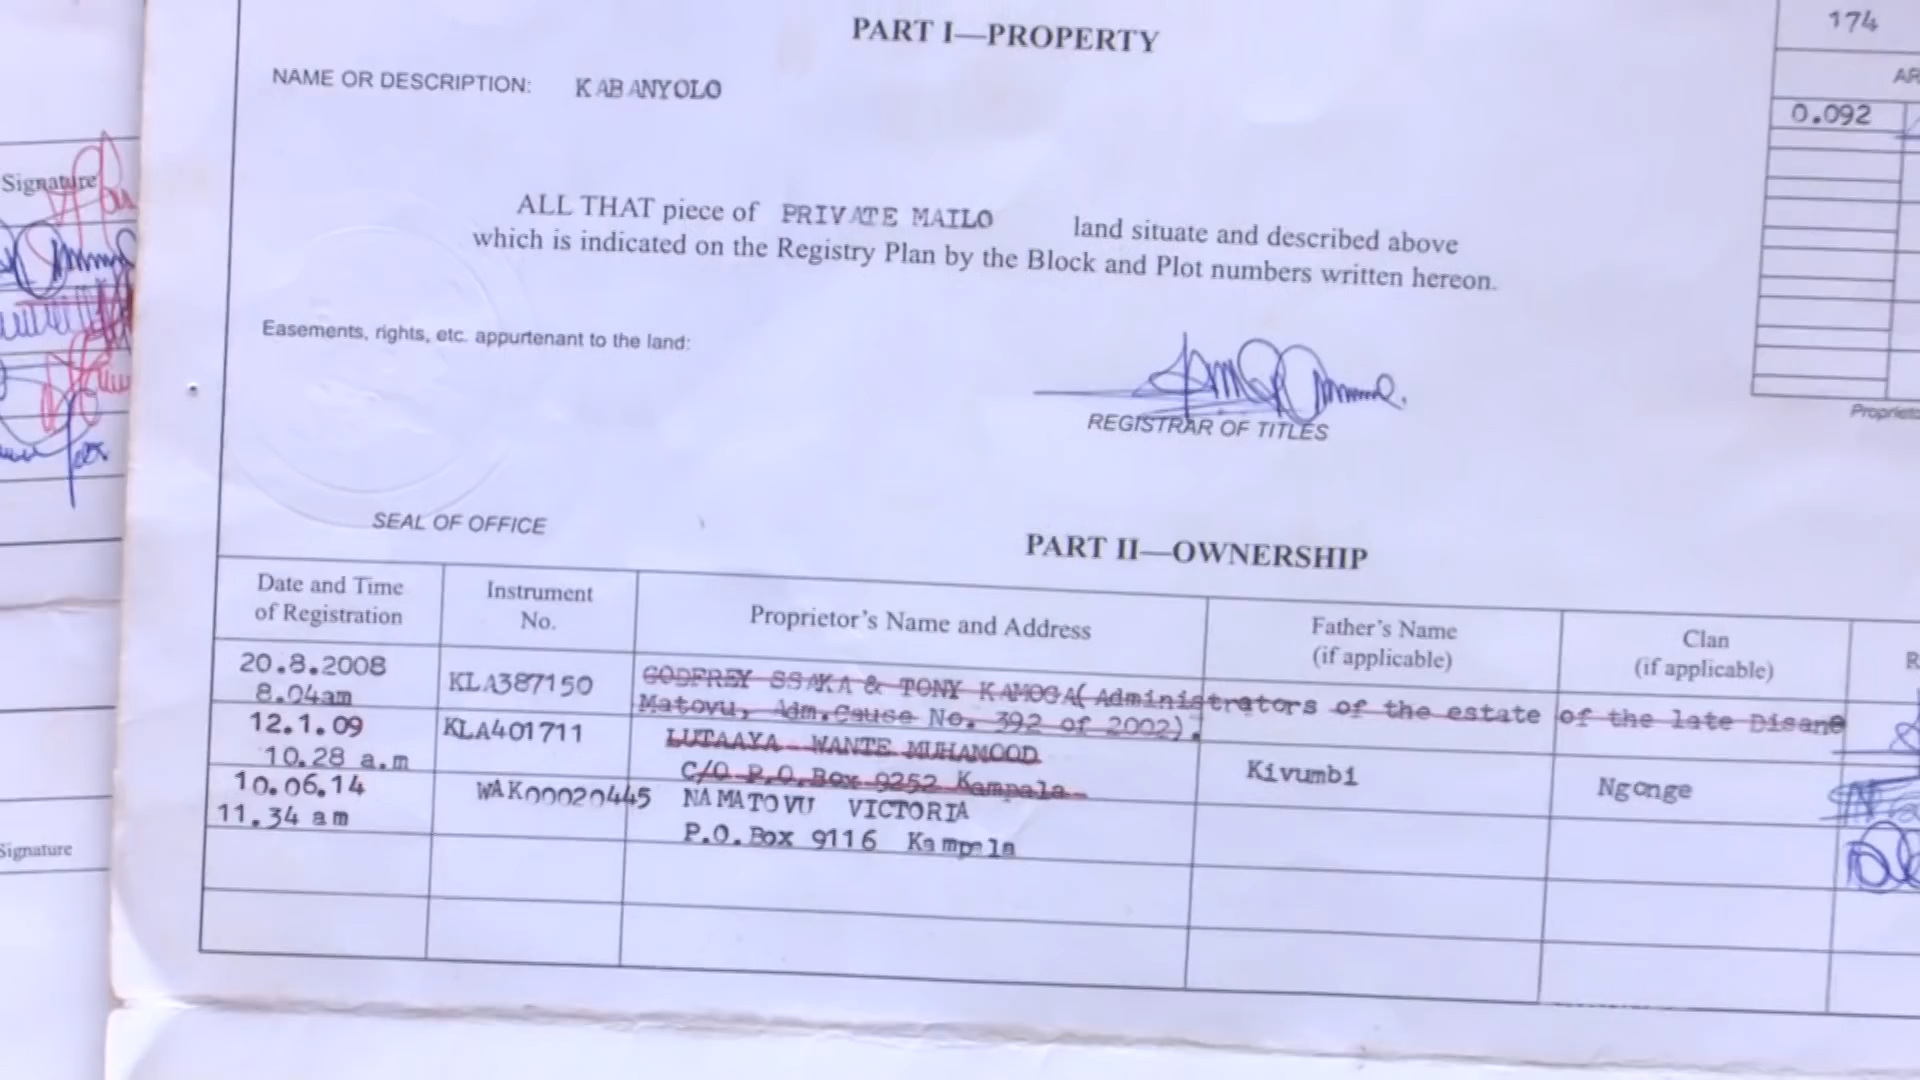 PART I—PROPERTY
174
NAME OR DESCRIPTION: KABANYOLO
0.092
ALL THAT piece of PRIVATE MAILO land situate and described above
which is indicated on the Registry Plan by the Block and Plot numbers written hereon.
Signature
Easements, rights, etc. appurtenant to the land:
REGISTRAR OF TITLES
SEAL OF OFFICE
PART II—OWNERSHIP
Date and Time
of Registration
Instrument
No.
Proprietor's Name and Address
Father's Name
(if applicable)
Clan
(if applicable)
20.8.2008
8.04am
KLA387150
GODFREY SSAKA & TONY KAMOGA( Administrators of the estate of the late Disane
Matovu, Adm.Cause No. 392 of 2002).
12.1.09
10.28 a.m
KLA401711
LUTAAYA WANTE MUHAMOOD
C/O P.O.Box 9252 Kampala
Kivumbi
Ngonge
10.06.14
11.34 am
WAK00020445
NAMATOVU VICTORIA
P.O.Box 9116 Kampala
Signature